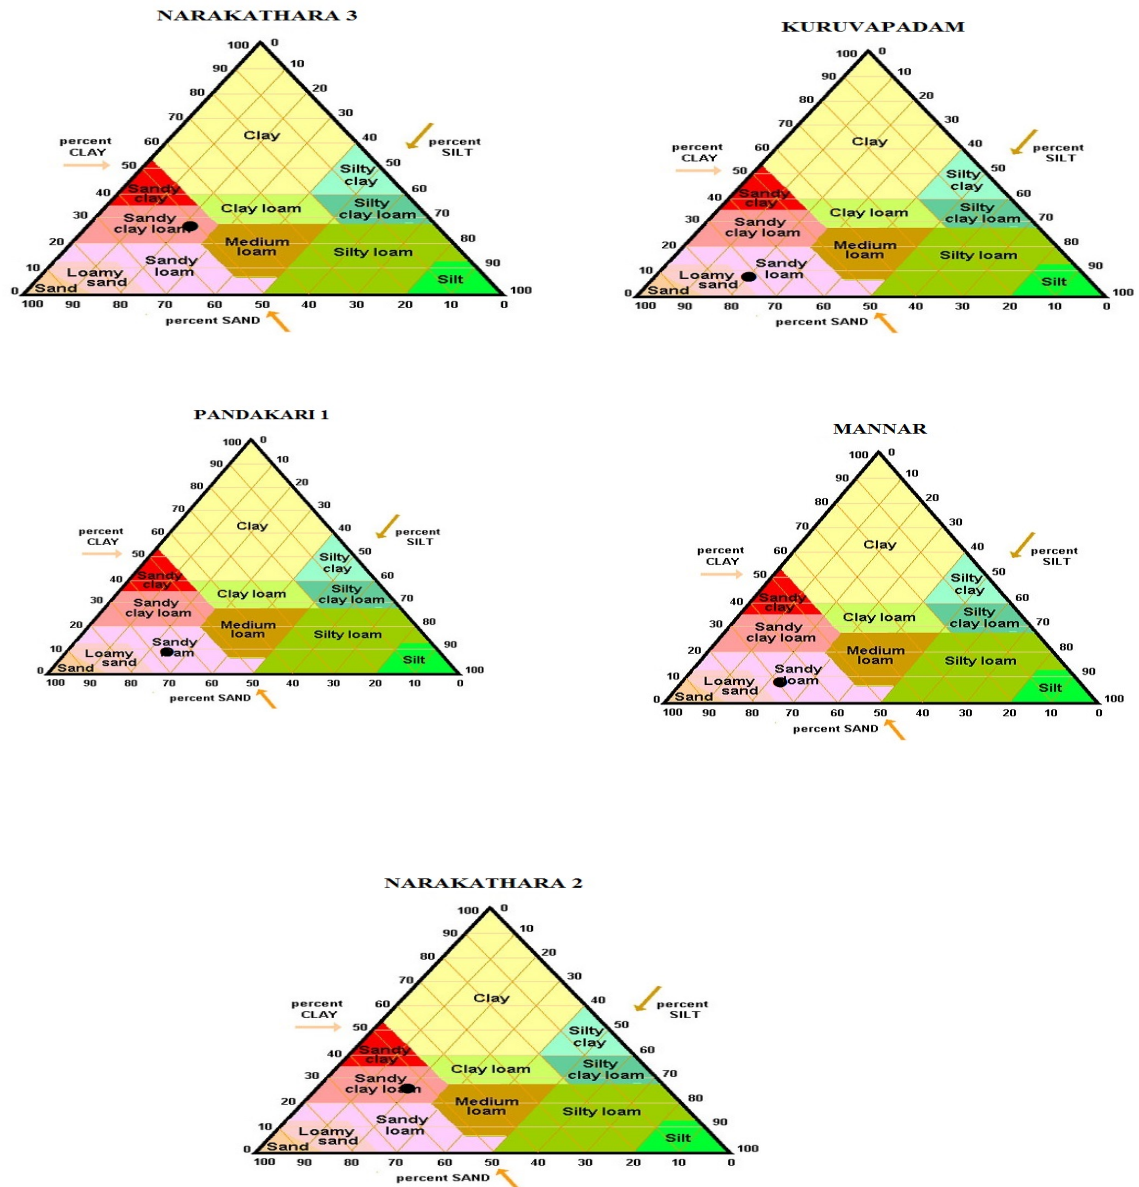 NARAKATHARA 3
100
0
90
10
80
20
70
30
60
40
50
50
40
60
30
70
20
80
10
90
0
100
percent
CLAY
percent
SILT
Clay
Silty
clay
Sandy
clay
Clay loam
Silty
clay loam
Sandy
clay loam
Medium
loam
Silty loam
Sandy
loam
Loamy
sand
Sand
Silt
100 90 80 70 60 50 40 30 20 10 0
percent SAND
KURUVAPADAM
100
0
90
10
80
20
70
30
60
40
50
50
40
60
30
70
20
80
10
90
0
100
percent
CLAY
percent
SILT
Clay
Silty
clay
Sandy
clay
Clay loam
Silty
clay loam
Sandy
clay loam
Medium
loam
Silty loam
Sandy
loam
Loamy
sand
Sand
Silt
100 90 80 70 60 50 40 30 20 10 0
percent SAND
PANDAKARI 1
100
0
90
10
80
20
70
30
60
40
50
50
40
60
30
70
20
80
10
90
0
100
percent
CLAY
percent
SILT
Clay
Silty
clay
Sandy
clay
Clay loam
Silty
clay loam
Sandy
clay loam
Medium
loam
Silty loam
Sandy
loam
Loamy
sand
Sand
Silt
100 90 80 70 60 50 40 30 20 10 0
percent SAND
MANNAR
100
0
90
10
80
20
70
30
60
40
50
50
40
60
30
70
20
80
10
90
0
100
percent
CLAY
percent
SILT
Clay
Silty
clay
Sandy
clay
Clay loam
Silty
clay loam
Sandy
clay loam
Medium
loam
Silty loam
Sandy
loam
Loamy
sand
Sand
Silt
100 90 80 70 60 50 40 30 20 10 0
percent SAND
NARAKATHARA 2
100
0
90
10
80
20
70
30
60
40
50
50
40
60
30
70
20
80
10
90
0
100
percent
CLAY
percent
SILT
Clay
Silty
clay
Sandy
clay
Clay loam
Silty
clay loam
Sandy
clay loam
Medium
loam
Silty loam
Sandy
loam
Loamy
sand
Sand
Silt
100 90 80 70 60 50 40 30 20 10 0
percent SAND